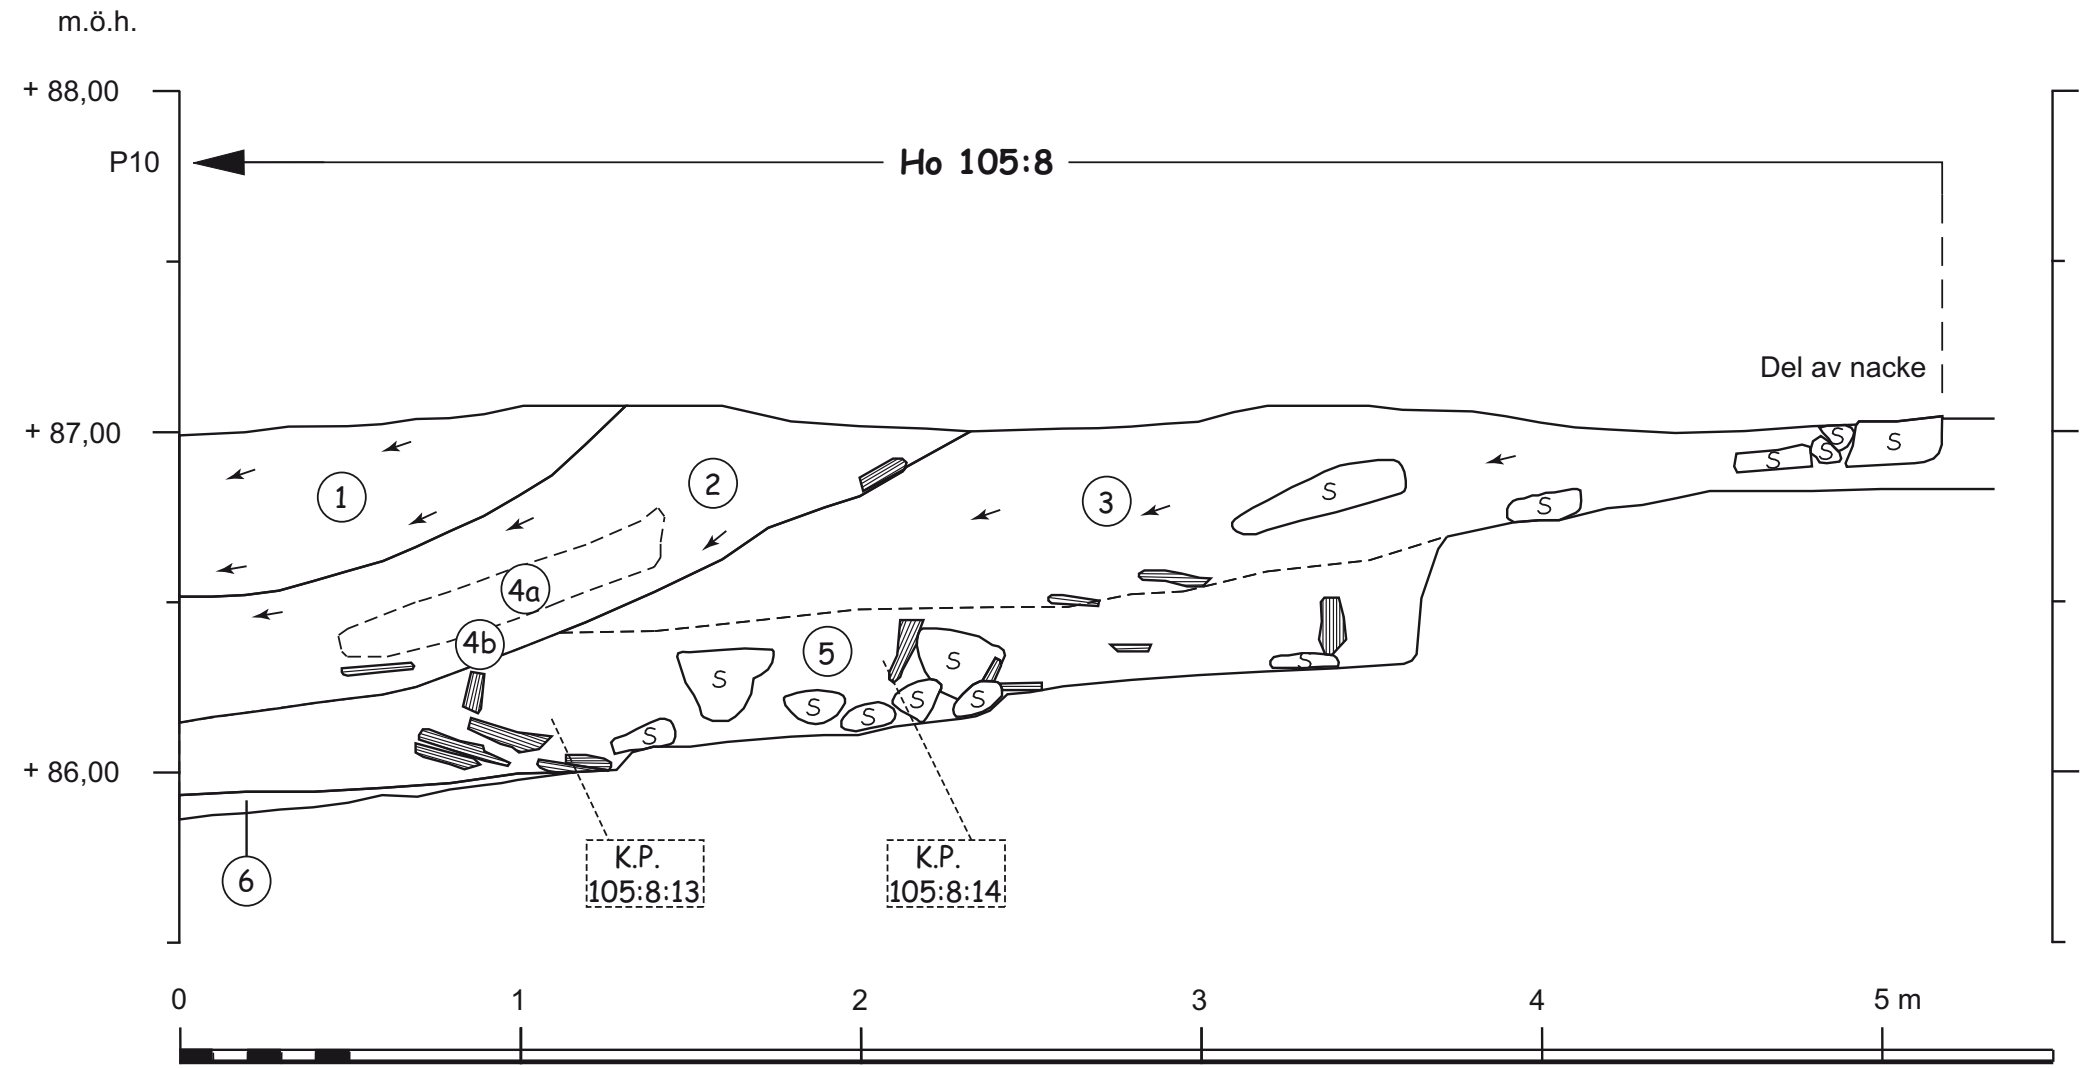 m.ö.h.
+ 88,00
P10
Ho 105:8
Del av nacke
+ 87,00
S
S
S
S
1
2
3
S
S
4a
4b
5
S
S
S
S
S
S
S
S
+ 86,00
6
K.P.
105:8:13
K.P.
105:8:14
0 1 2 3 4 5 m